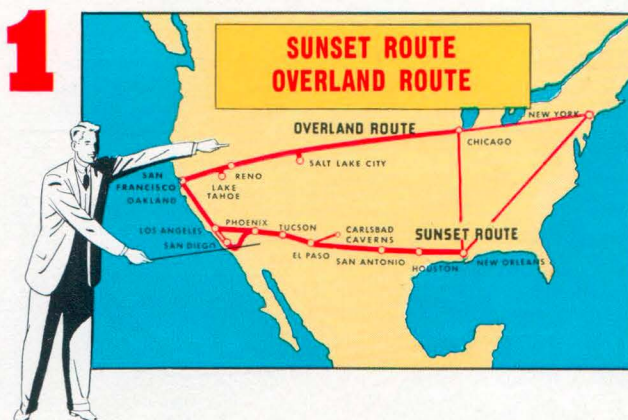 1
SUNSET ROUTE
OVERLAND ROUTE
NEW YORK
OVERLAND ROUTE
CHICAGO
SALT LAKE CITY
RENO
LAKE
TAHOE
SAN
FRANCISCO
OAKLAND
LOS ANGELES
PHOENIX
TUCSON
CARLSBAD
CAVERNS
SUNSET ROUTE
SAN DIEGO
EL PASO
SAN ANTONIO
HOUSTON
NEW ORLEANS